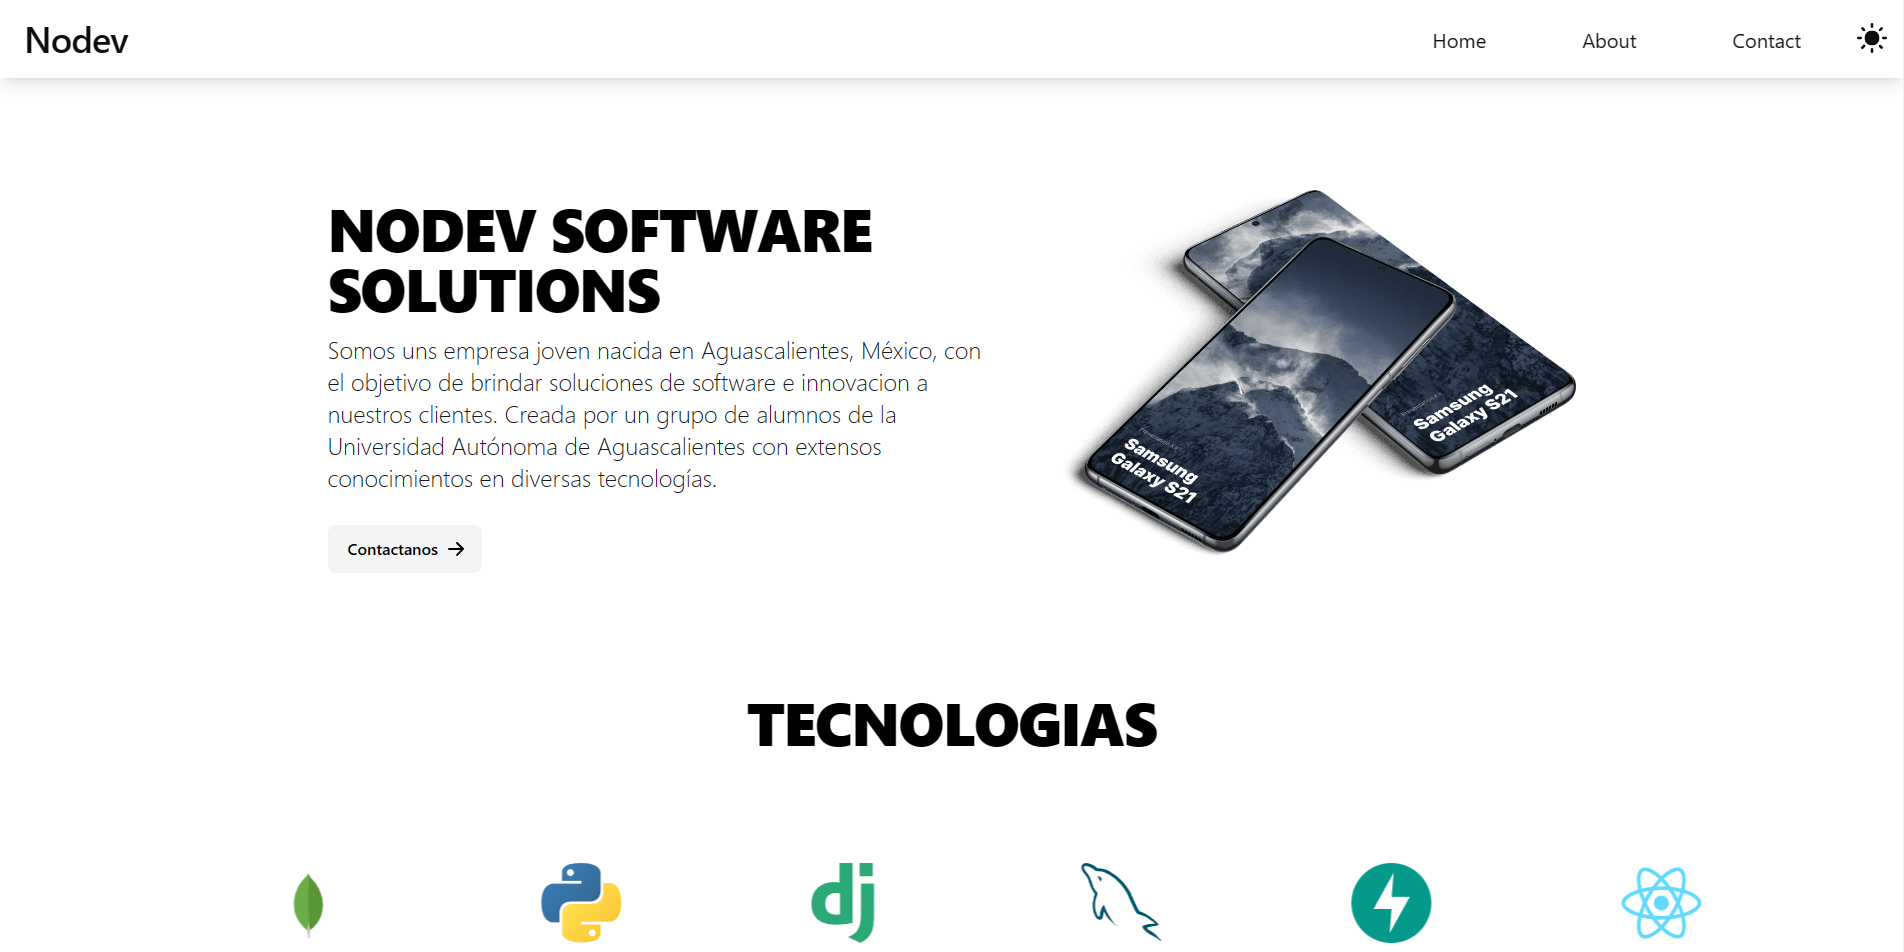 Nodev
Home
About
Contact
NODEV SOFTWARE
SOLUTIONS
Somos uns empresa joven nacida en Aguascalientes, México, con
el objetivo de brindar soluciones de software e innovacion a
nuestros clientes. Creada por un grupo de alumnos de la
Universidad Autónoma de Aguascalientes con extensos
conocimientos en diversas tecnologías.
Contactanos
Samsung
Galaxy S21
Samsung
Galaxy S21
TECNOLOGIAS
dj